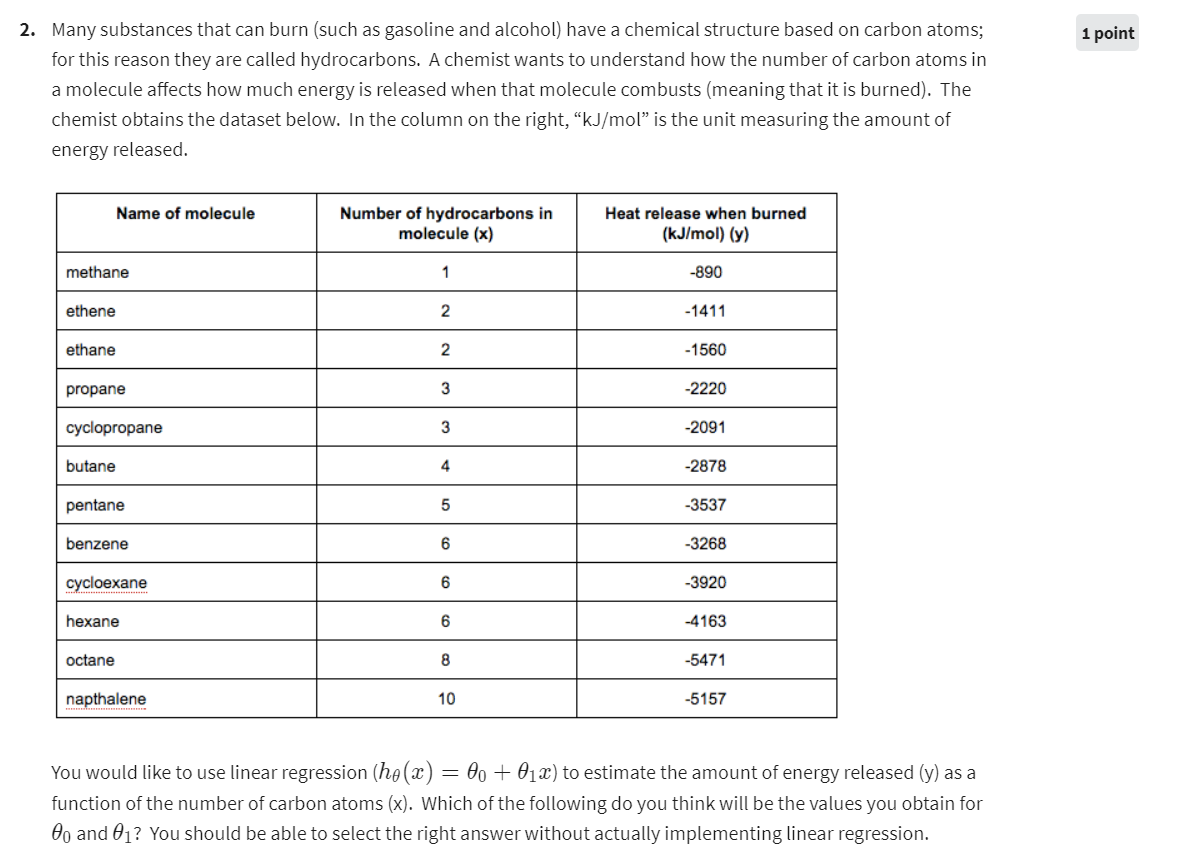 2. Many substances that can burn (such as gasoline and alcohol) have a chemical structure based on carbon atoms;
1 point
for this reason they are called hydrocarbons. A chemist wants to understand how the number of carbon atoms in
a molecule affects how much energy is released when that molecule combusts (meaning that it is burned). The
chemist obtains the dataset below. In the column on the right, “kJ/mol” is the unit measuring the amount of
energy released.
Name of molecule Number of hydrocarbons in molecule (x) Heat release when burned (kJ/mol) (y)
methane 1 -890
ethene 2 -1411
ethane 2 -1560
propane 3 -2220
cyclopropane 3 -2091
butane 4 -2878
pentane 5 -3537
benzene 6 -3268
cycloexane 6 -3920
hexane 6 -4163
octane 8 -5471
napthalene 10 -5157
You would like to use linear regression (hθ(x) = θ0 + θ1x) to estimate the amount of energy released (y) as a
function of the number of carbon atoms (x). Which of the following do you think will be the values you obtain for
θ0 and θ1? You should be able to select the right answer without actually implementing linear regression.